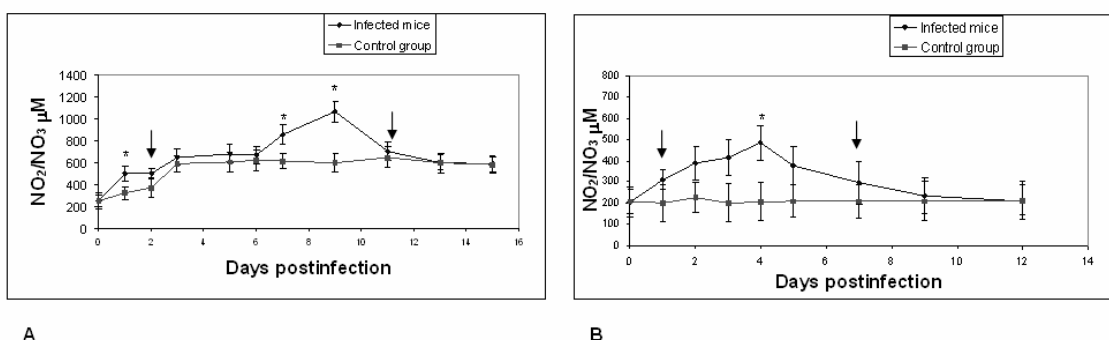 Infected mice
Control group
*
*
*
NO2/NO3 µM
1400
1200
1000
800
600
400
200
0
0 2 4 6 8 10 12 14 16
Days postinfection
A
Infected mice
Control group
*
NO2/NO3 µM
800
700
600
500
400
300
200
100
0
0 2 4 6 8 10 12 14
Days postinfection
B